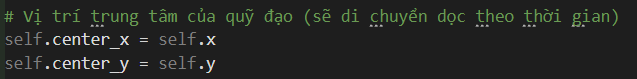 # Vị trí trung tâm của quỹ đạo (sẽ di chuyển dọc theo thời gian)
self.center_x = self.x
self.center_y = self.y